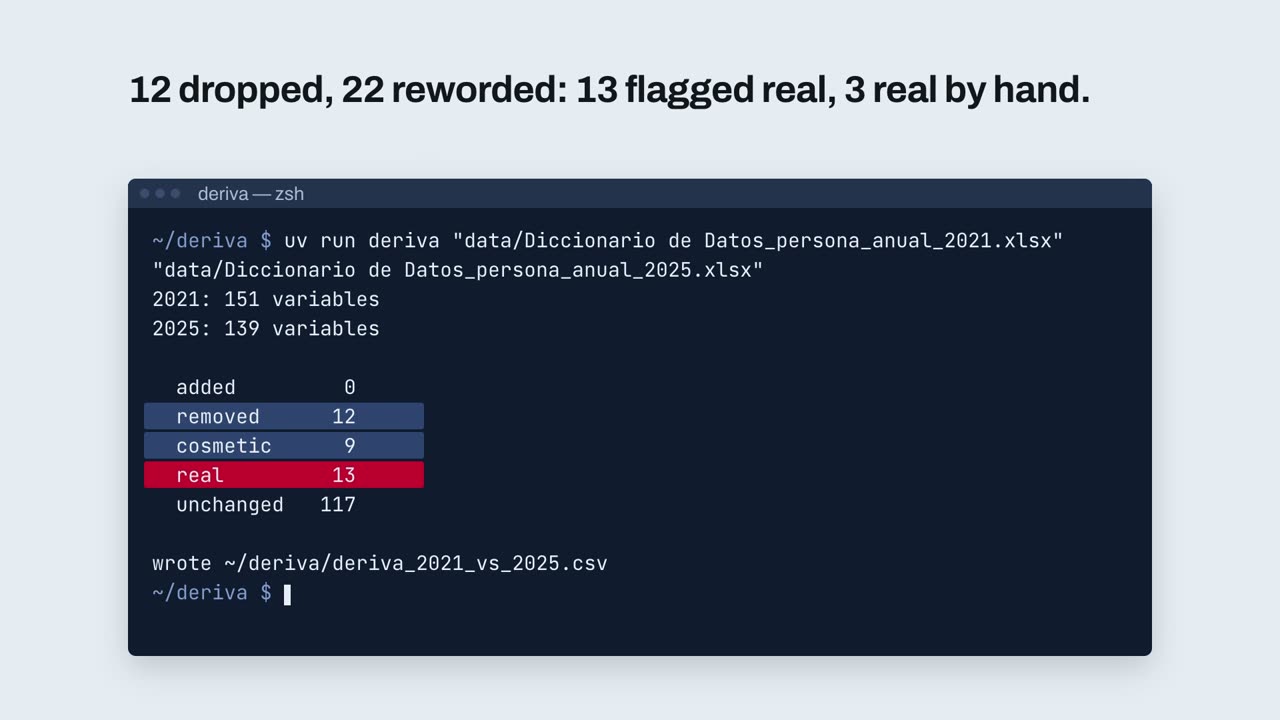 12 dropped, 22 reworded: 13 flagged real, 3 real by hand.
deriva — zsh
~/deriva $ uv run deriva "data/Diccionario de Datos_persona_anual_2021.xlsx"
"data/Diccionario de Datos_persona_anual_2025.xlsx"
2021: 151 variables
2025: 139 variables
added 0
removed 12
cosmetic 9
real 13
unchanged 117
wrote ~/deriva/deriva_2021_vs_2025.csv
~/deriva $